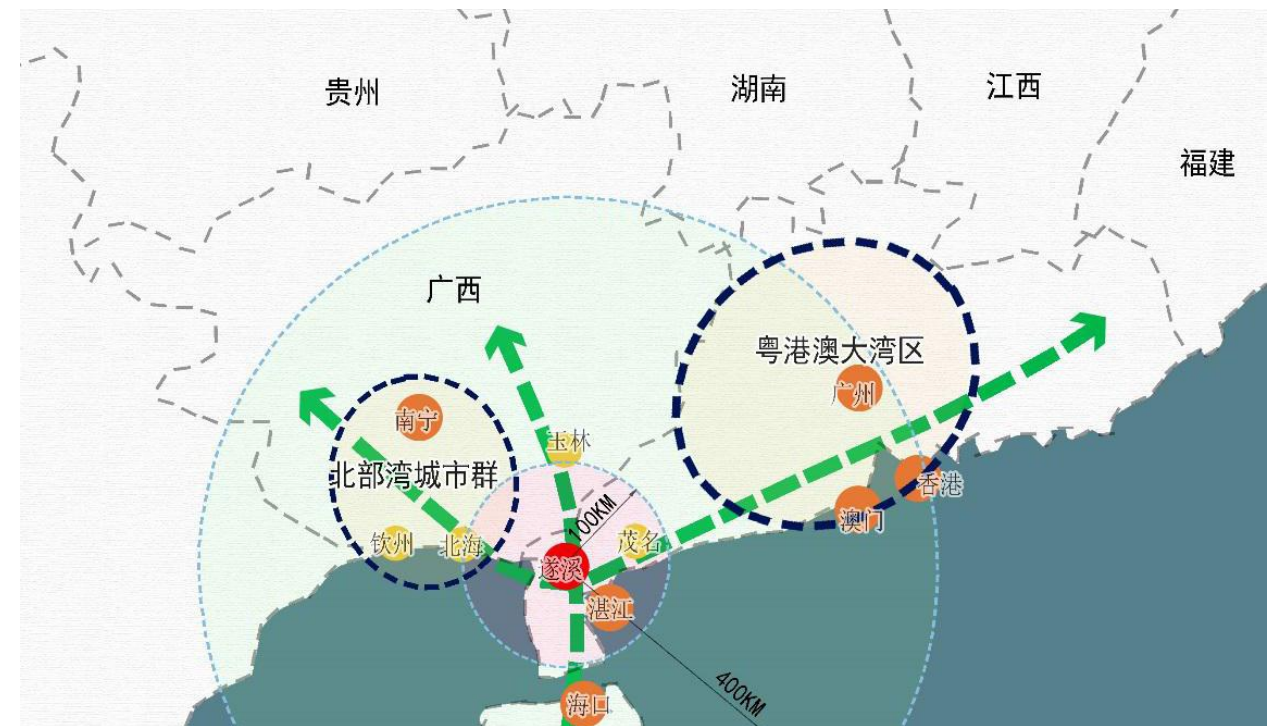 贵州
湖南
江西
福建
广西
粤港澳大湾区
广州
南宁
玉林
北部湾城市群
香港
澳门
100KM
钦州
北海
茂名
遂溪
湛江
400KM
海口